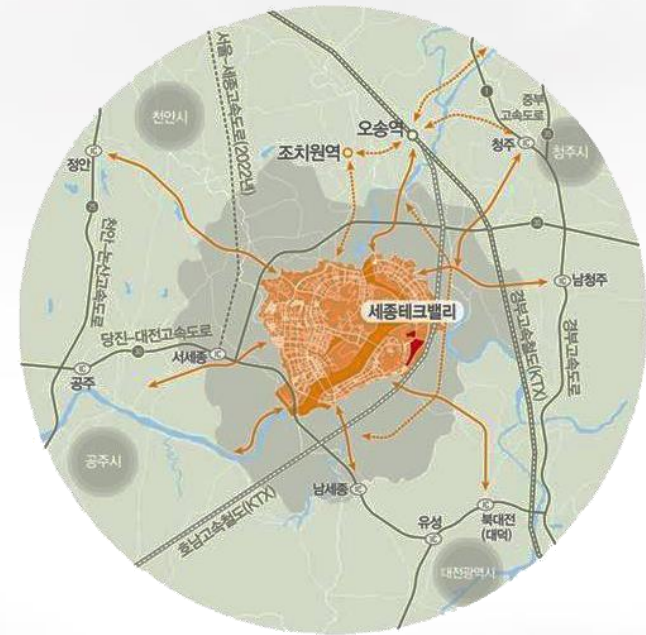 서울-세종고속도로(2022년)
천안시
중부
고속도로
오송역
조치원역
청주
청주시
정안
천안-논산고속도로
남청주
세종테크밸리
당진-대전고속도로
서세종
경부고속철도(KTX)
경부고속도로
공주
공주시
남세종
호남고속철도(KTX)
유성
북대전
(대덕)
대전광역시